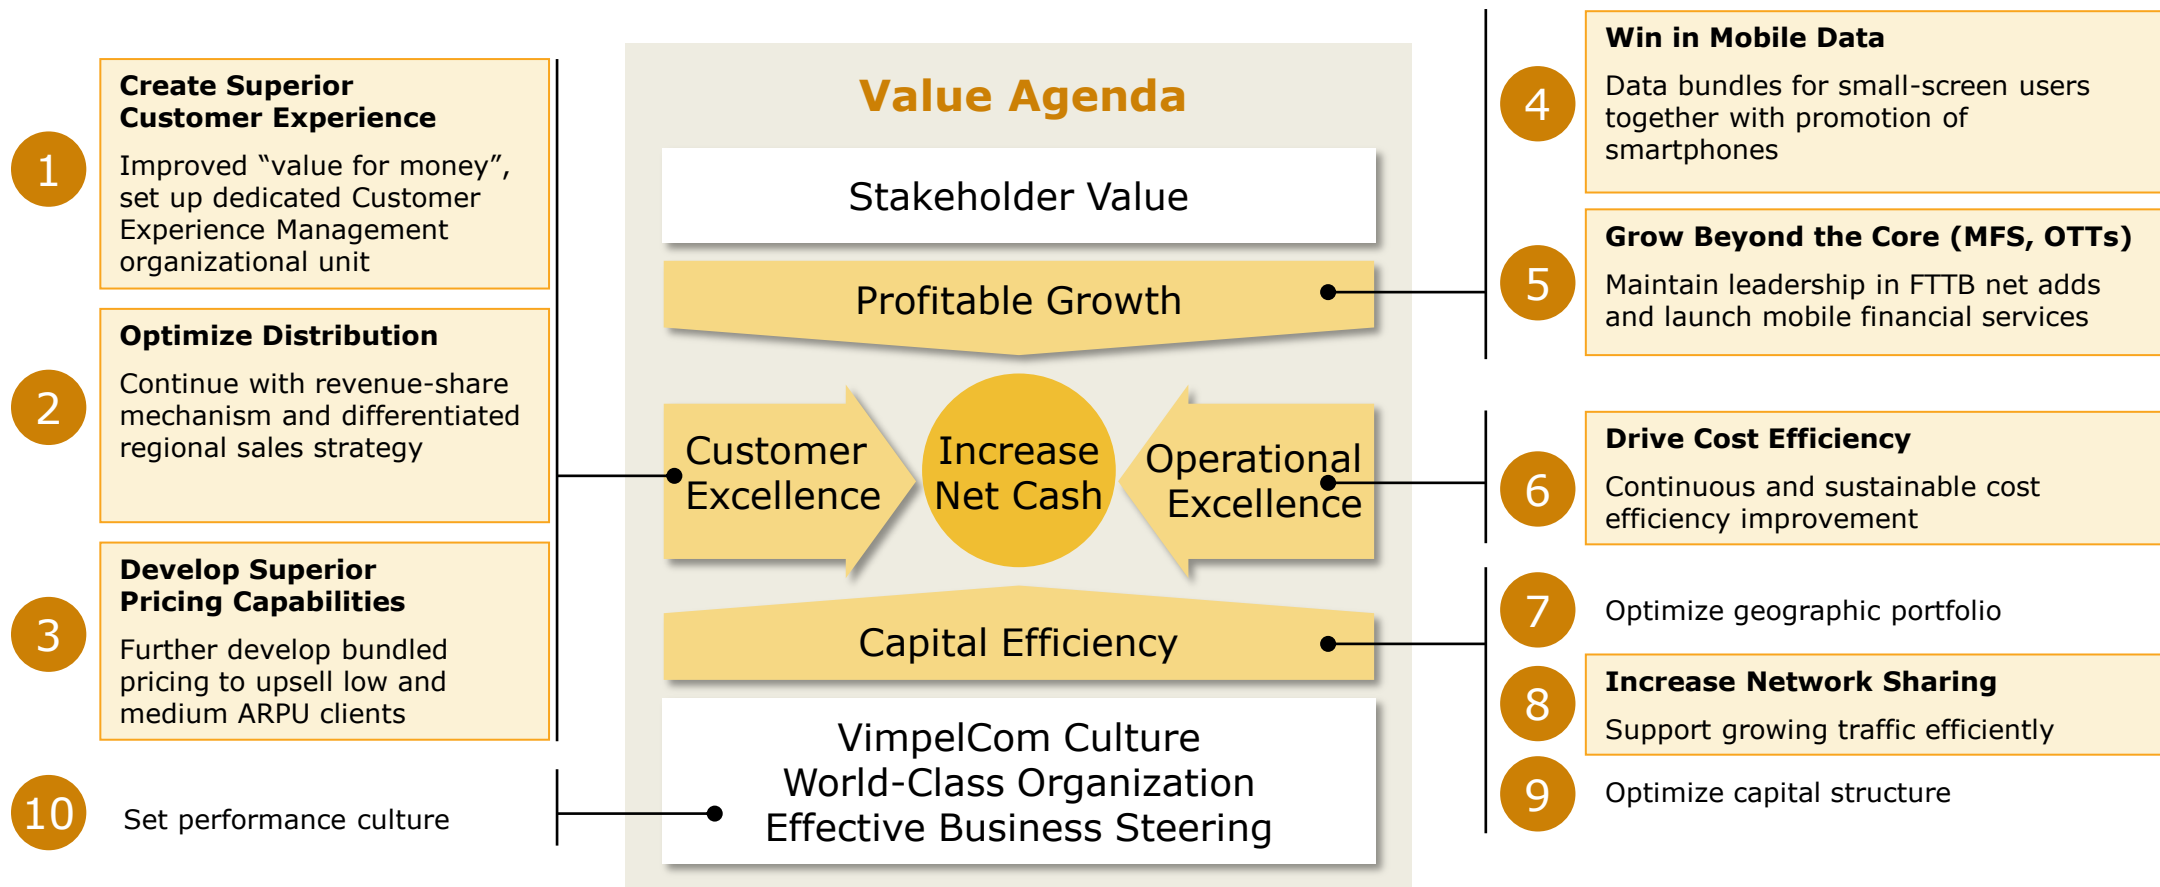 1
Create Superior
Customer Experience
Improved “value for money”,
set up dedicated Customer
Experience Management
organizational unit
2
Optimize Distribution
Continue with revenue-share
mechanism and differentiated
regional sales strategy
3
Develop Superior
Pricing Capabilities
Further develop bundled
pricing to upsell low and
medium ARPU clients
10
Set performance culture
Value Agenda
Stakeholder Value
Profitable Growth
Customer
Excellence
Increase
Net Cash
Operational
Excellence
Capital Efficiency
VimpelCom Culture
World-Class Organization
Effective Business Steering
4
Win in Mobile Data
Data bundles for small-screen users
together with promotion of
smartphones
5
Grow Beyond the Core (MFS, OTTs)
Maintain leadership in FTTB net adds
and launch mobile financial services
6
Drive Cost Efficiency
Continuous and sustainable cost
efficiency improvement
7
Optimize geographic portfolio
8
Increase Network Sharing
Support growing traffic efficiently
9
Optimize capital structure